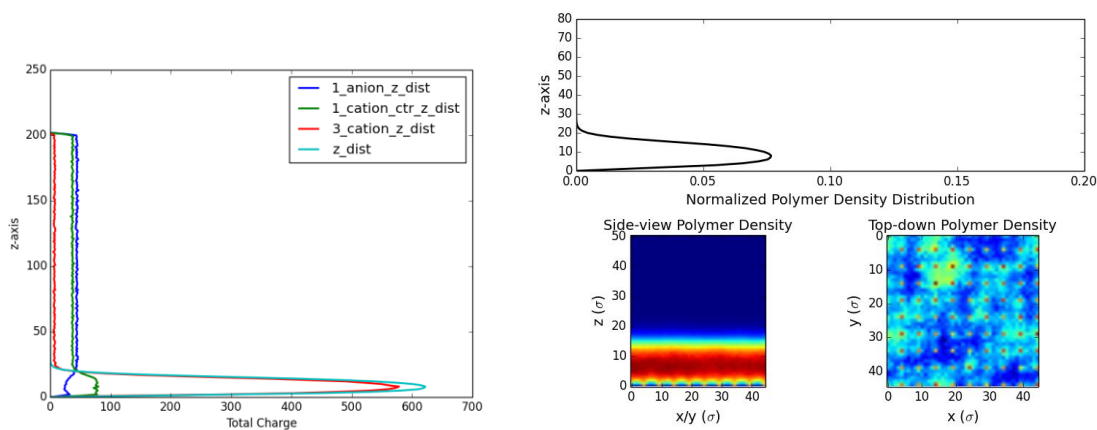 250
200
150
100
50
0
z-axis
0 100 200 300 400 500 600 700
Total Charge
1_anion_z_dist
1_cation_ctr_z_dist
3_cation_z_dist
z_dist
80
70
60
50
40
30
20
10
0
z-axis
0.00 0.05 0.10 0.15 0.20
Normalized Polymer Density Distribution
Side-view Polymer Density
50
40
30
20
10
0
z (σ)
0 10 20 30 40
x/y (σ)
Top-down Polymer Density
0
10
20
30
40
y (σ)
0 10 20 30 40
x (σ)